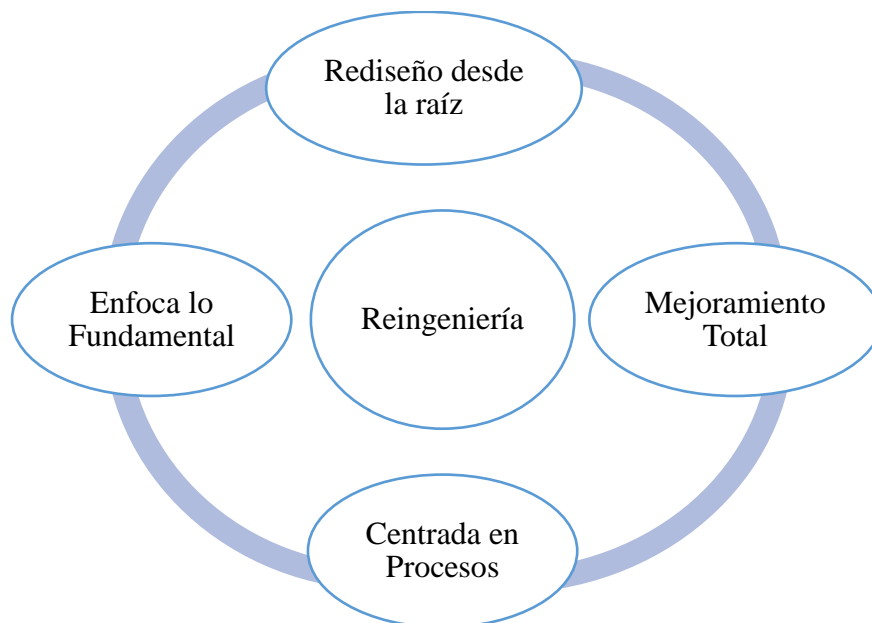 Rediseño desde
la raíz
Enfoca lo
Fundamental
Reingeniería
Mejoramiento
Total
Centrada en
Procesos